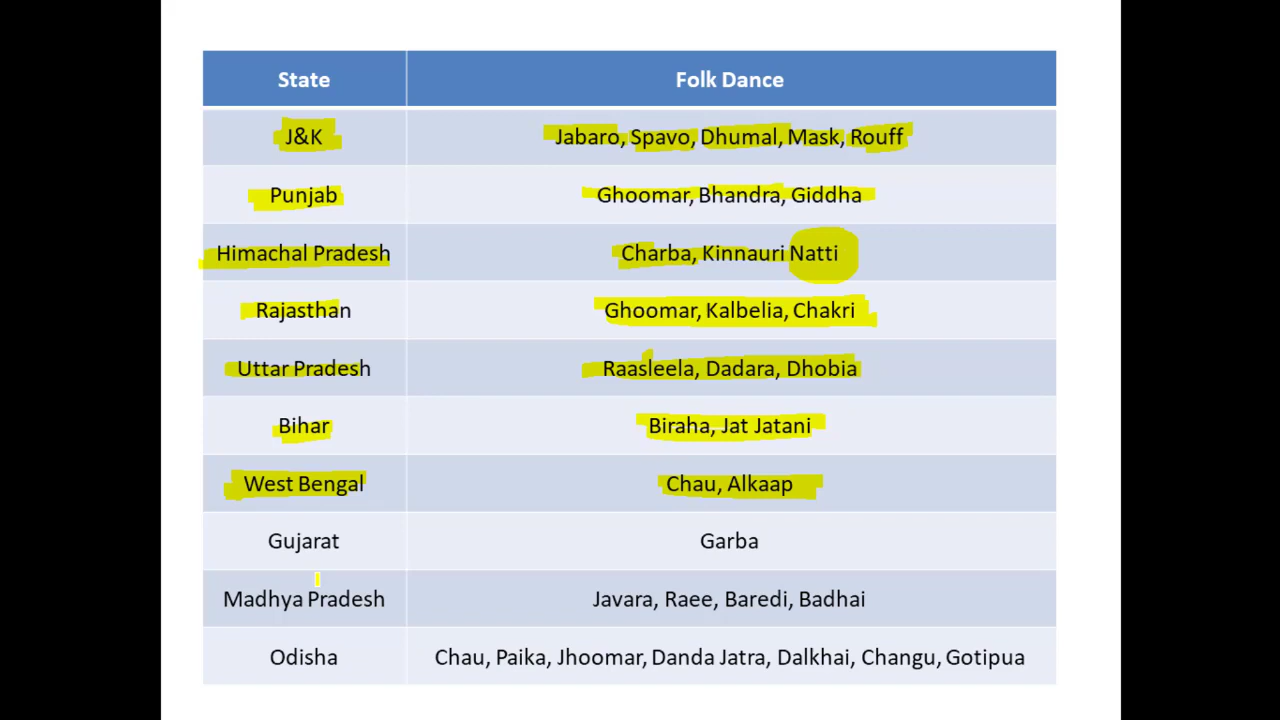 State Folk Dance
J&K Jabaro, Spavo, Dhumal, Mask, Rouff
Punjab Ghoomar, Bhandra, Giddha
Himachal Pradesh Charba, Kinnauri Natti
Rajasthan Ghoomar, Kalbelia, Chakri
Uttar Pradesh Raasleela, Dadara, Dhobia
Bihar Biraha, Jat Jatani
West Bengal Chau, Alkaap
Gujarat Garba
Madhya Pradesh Javara, Raee, Baredi, Badhai
Odisha Chau, Paika, Jhoomar, Danda Jatra, Dalkhai, Changu, Gotipua